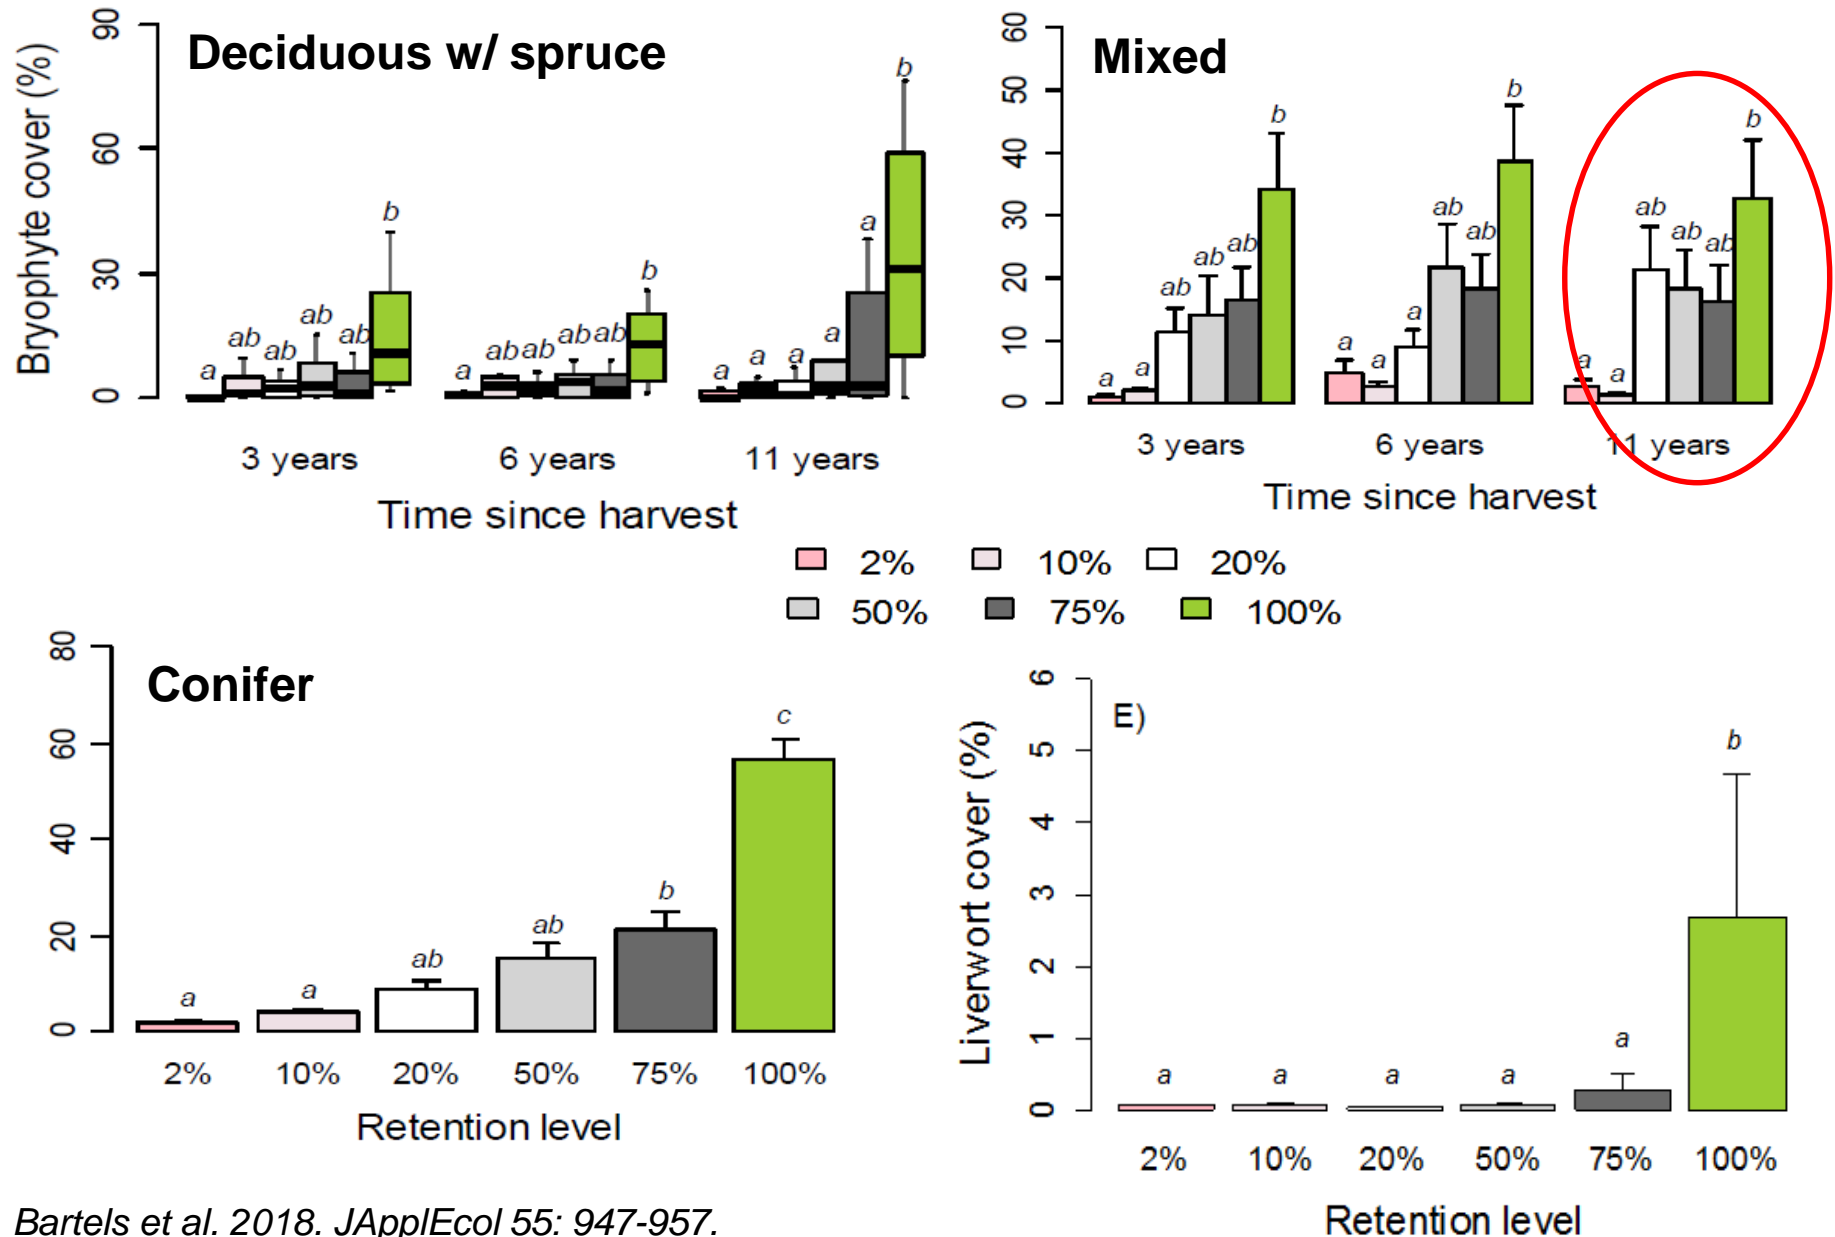 Deciduous w/ spruce
Bryophyte cover (%)
90
60
30
0
a ab ab ab ab b
a ab ab ab ab b
a a a a a b
3 years 6 years 11 years
Time since harvest
Mixed
60
50
40
30
20
10
0
a a ab ab ab b
a a a ab ab b
a a ab ab ab b
3 years 6 years 11 years
Time since harvest
2% 10% 20%
50% 75% 100%
Conifer
80
60
40
20
0
a a ab ab b c
2% 10% 20% 50% 75% 100%
Retention level
E)
Liverwort cover (%)
6
5
4
3
2
1
0
a a a a a b
2% 10% 20% 50% 75% 100%
Retention level
Bartels et al. 2018. JApplEcol 55: 947-957.